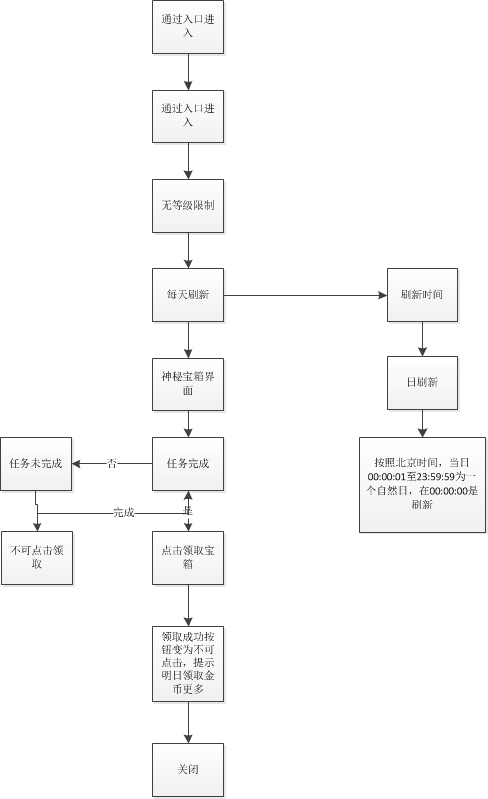 通过入口进
入
通过入口进
入
无等级限制
每天刷新
刷新时间
神秘宝箱界
面
日刷新
任务未完成
否
任务完成
按照北京时间，当日
00:00:01至23:59:59为一
个自然日，在00:00:00是
刷新
完成
是
不可点击领
取
点击领取宝
箱
领取成功按
钮变为不可
点击，提示
明日领取金
币更多
关闭